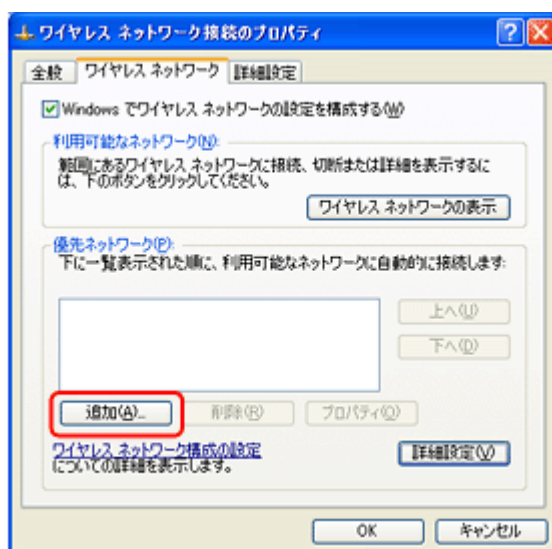 ワイヤレス ネットワーク接続のプロパティ
全般 ワイヤレス ネットワーク 詳細設定
Windows でワイヤレス ネットワークの設定を構成する(W)
利用可能なネットワーク(N):
範囲にあるワイヤレス ネットワークに接続、切断または詳細を表示するに
は、下のボタンをクリックしてください。
ワイヤレス ネットワークの表示
優先ネットワーク(P):
下に一覧表示された順に、利用可能なネットワークに自動的に接続します:
上へ(U)
下へ(D)
追加(A)... 削除(R) プロパティ(O)
ワイヤレス ネットワーク構成の設定
についての詳細を表示します。
詳細設定(V)
OK キャンセル